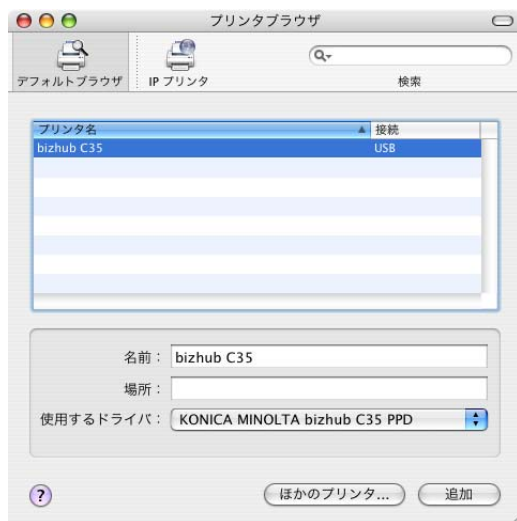 プリンタブラウザ
デフォルトブラウザ IP プリンタ 検索
プリンタ名 接続
bizhub C35 USB
名前： bizhub C35
場所：
使用するドライバ： KONICA MINOLTA bizhub C35 PPD
? ほかのプリンタ... 追加